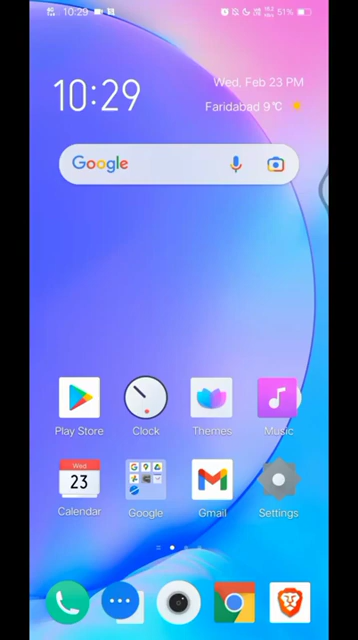 10:29
51%
10:29
Wed, Feb 23 PM
Faridabad 9℃
Google
Play Store
Clock
Themes
Music
Wed
23
Calendar
Google
Gmail
Settings